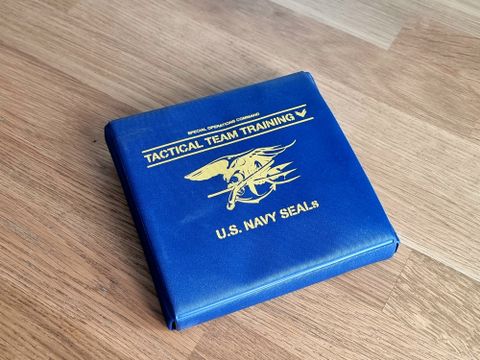 SPECIAL OPERATIONS COMMAND
TACTICAL TEAM TRAINING
U.S. NAVY SEALs